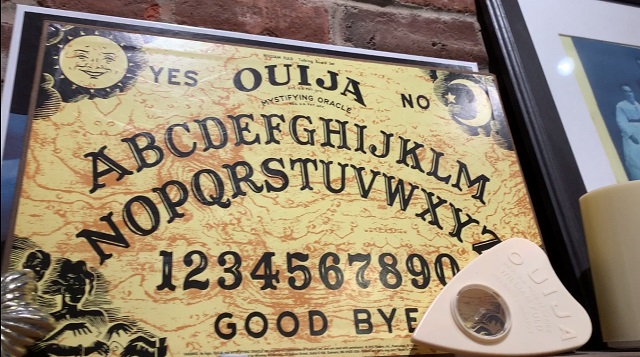 YES OUIJA NO
MYSTIFYING ORACLE
ABCDEFGHIJKLM
NOPQRSTUVWXYZ
1234567890
GOOD BYE
OUIJA